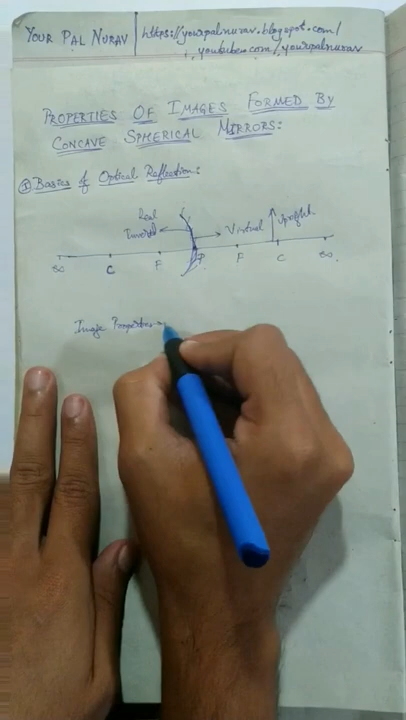 YOUR PAL NURAV
https://yourpalnurav.blogspot.com/
youtube.com/yourpalnurav
PROPERTIES OF IMAGES FORMED BY
CONCAVE SPHERICAL MIRRORS:
Basics of Optical Reflection:
Real
Inverted
Virtual
Upright
∞ C F P F C ∞
Image Properties